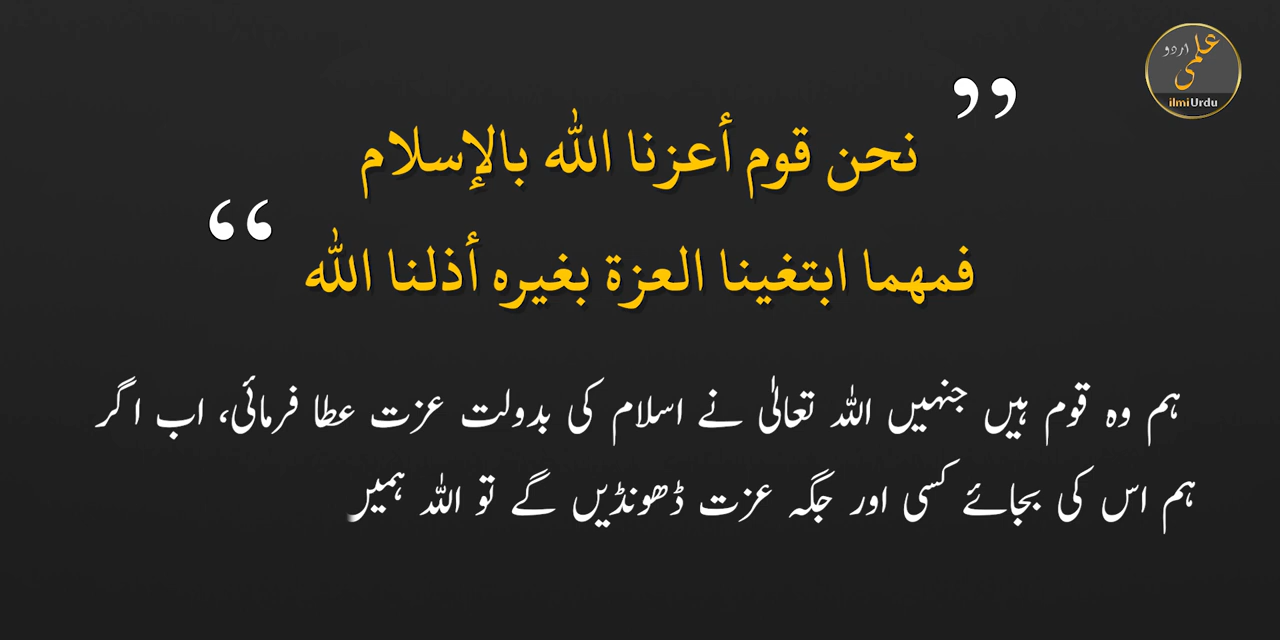 علمی اردو
ilmiUrdu
”نحن قوم أعزنا الله بالإسلام
فمهما ابتغينا العزة بغيره أذلنا الله“
ہم وہ قوم ہیں جنہیں اللہ تعالیٰ نے اسلام کی بدولت عزت عطا فرمائی، اب اگر
ہم اس کی بجائے کسی اور جگہ عزت ڈھونڈیں گے تو اللہ